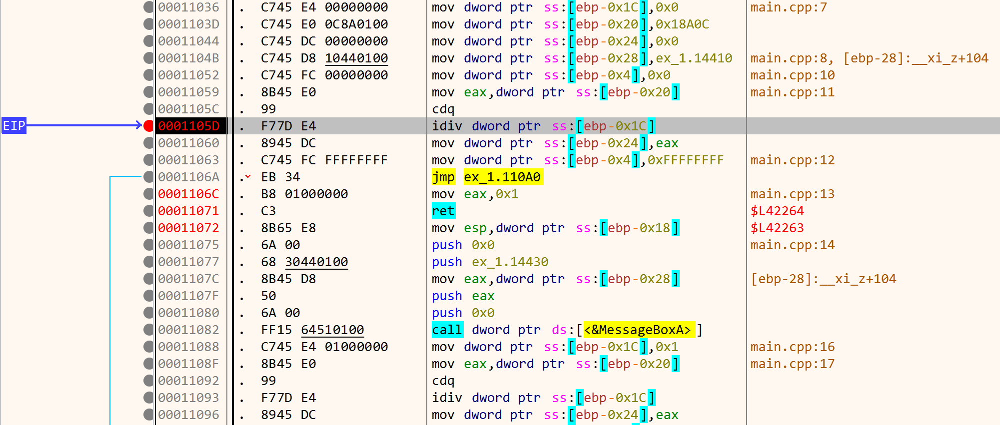 00011036 . C745 E4 00000000 mov dword ptr ss:[ebp-0x1C],0x0 main.cpp:7
0001103D . C745 E0 0C8A0100 mov dword ptr ss:[ebp-0x20],0x18A0C
00011044 . C745 DC 00000000 mov dword ptr ss:[ebp-0x24],0x0
0001104B . C745 D8 10440100 mov dword ptr ss:[ebp-0x28],ex_1.14410 main.cpp:8, [ebp-28]:__xi_z+104
00011052 . C745 FC 00000000 mov dword ptr ss:[ebp-0x4],0x0 main.cpp:10
00011059 . 8B45 E0 mov eax,dword ptr ss:[ebp-0x20] main.cpp:11
0001105C . 99 cdq
EIP 0001105D . F77D E4 idiv dword ptr ss:[ebp-0x1C]
00011060 . 8945 DC mov dword ptr ss:[ebp-0x24],eax
00011063 . C745 FC FFFFFFFF mov dword ptr ss:[ebp-0x4],0xFFFFFFFF main.cpp:12
0001106A . EB 34 jmp ex_1.110A0
0001106C . B8 01000000 mov eax,0x1 main.cpp:13
00011071 . C3 ret $L42264
00011072 . 8B65 E8 mov esp,dword ptr ss:[ebp-0x18] $L42263
00011075 . 6A 00 push 0x0 main.cpp:14
00011077 . 68 30440100 push ex_1.14430
0001107C . 8B45 D8 mov eax,dword ptr ss:[ebp-0x28] [ebp-28]:__xi_z+104
0001107F . 50 push eax
00011080 . 6A 00 push 0x0
00011082 . FF15 64510100 call dword ptr ds:[<&MessageBoxA>]
00011088 . C745 E4 01000000 mov dword ptr ss:[ebp-0x1C],0x1 main.cpp:16
0001108F . 8B45 E0 mov eax,dword ptr ss:[ebp-0x20] main.cpp:17
00011092 . 99 cdq
00011093 . F77D E4 idiv dword ptr ss:[ebp-0x1C]
00011096 . 8945 DC mov dword ptr ss:[ebp-0x24],eax